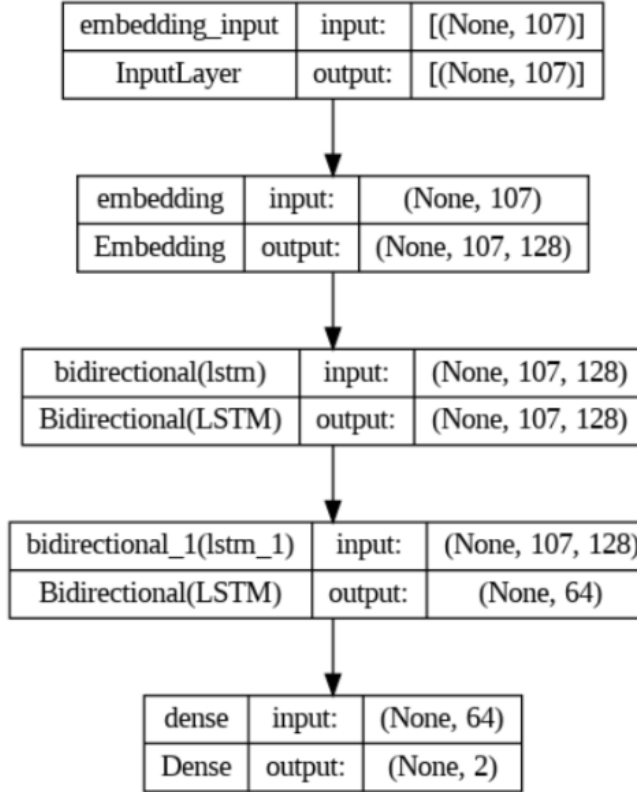 embedding_input input: [(None, 107)]
InputLayer output: [(None, 107)]
embedding input: (None, 107)
Embedding output: (None, 107, 128)
bidirectional(lstm) input: (None, 107, 128)
Bidirectional(LSTM) output: (None, 107, 128)
bidirectional_1(lstm_1) input: (None, 107, 128)
Bidirectional(LSTM) output: (None, 64)
dense input: (None, 64)
Dense output: (None, 2)